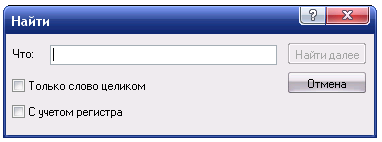 Найти
Что:
Найти далее
Только слово целиком
Отмена
С учетом регистра